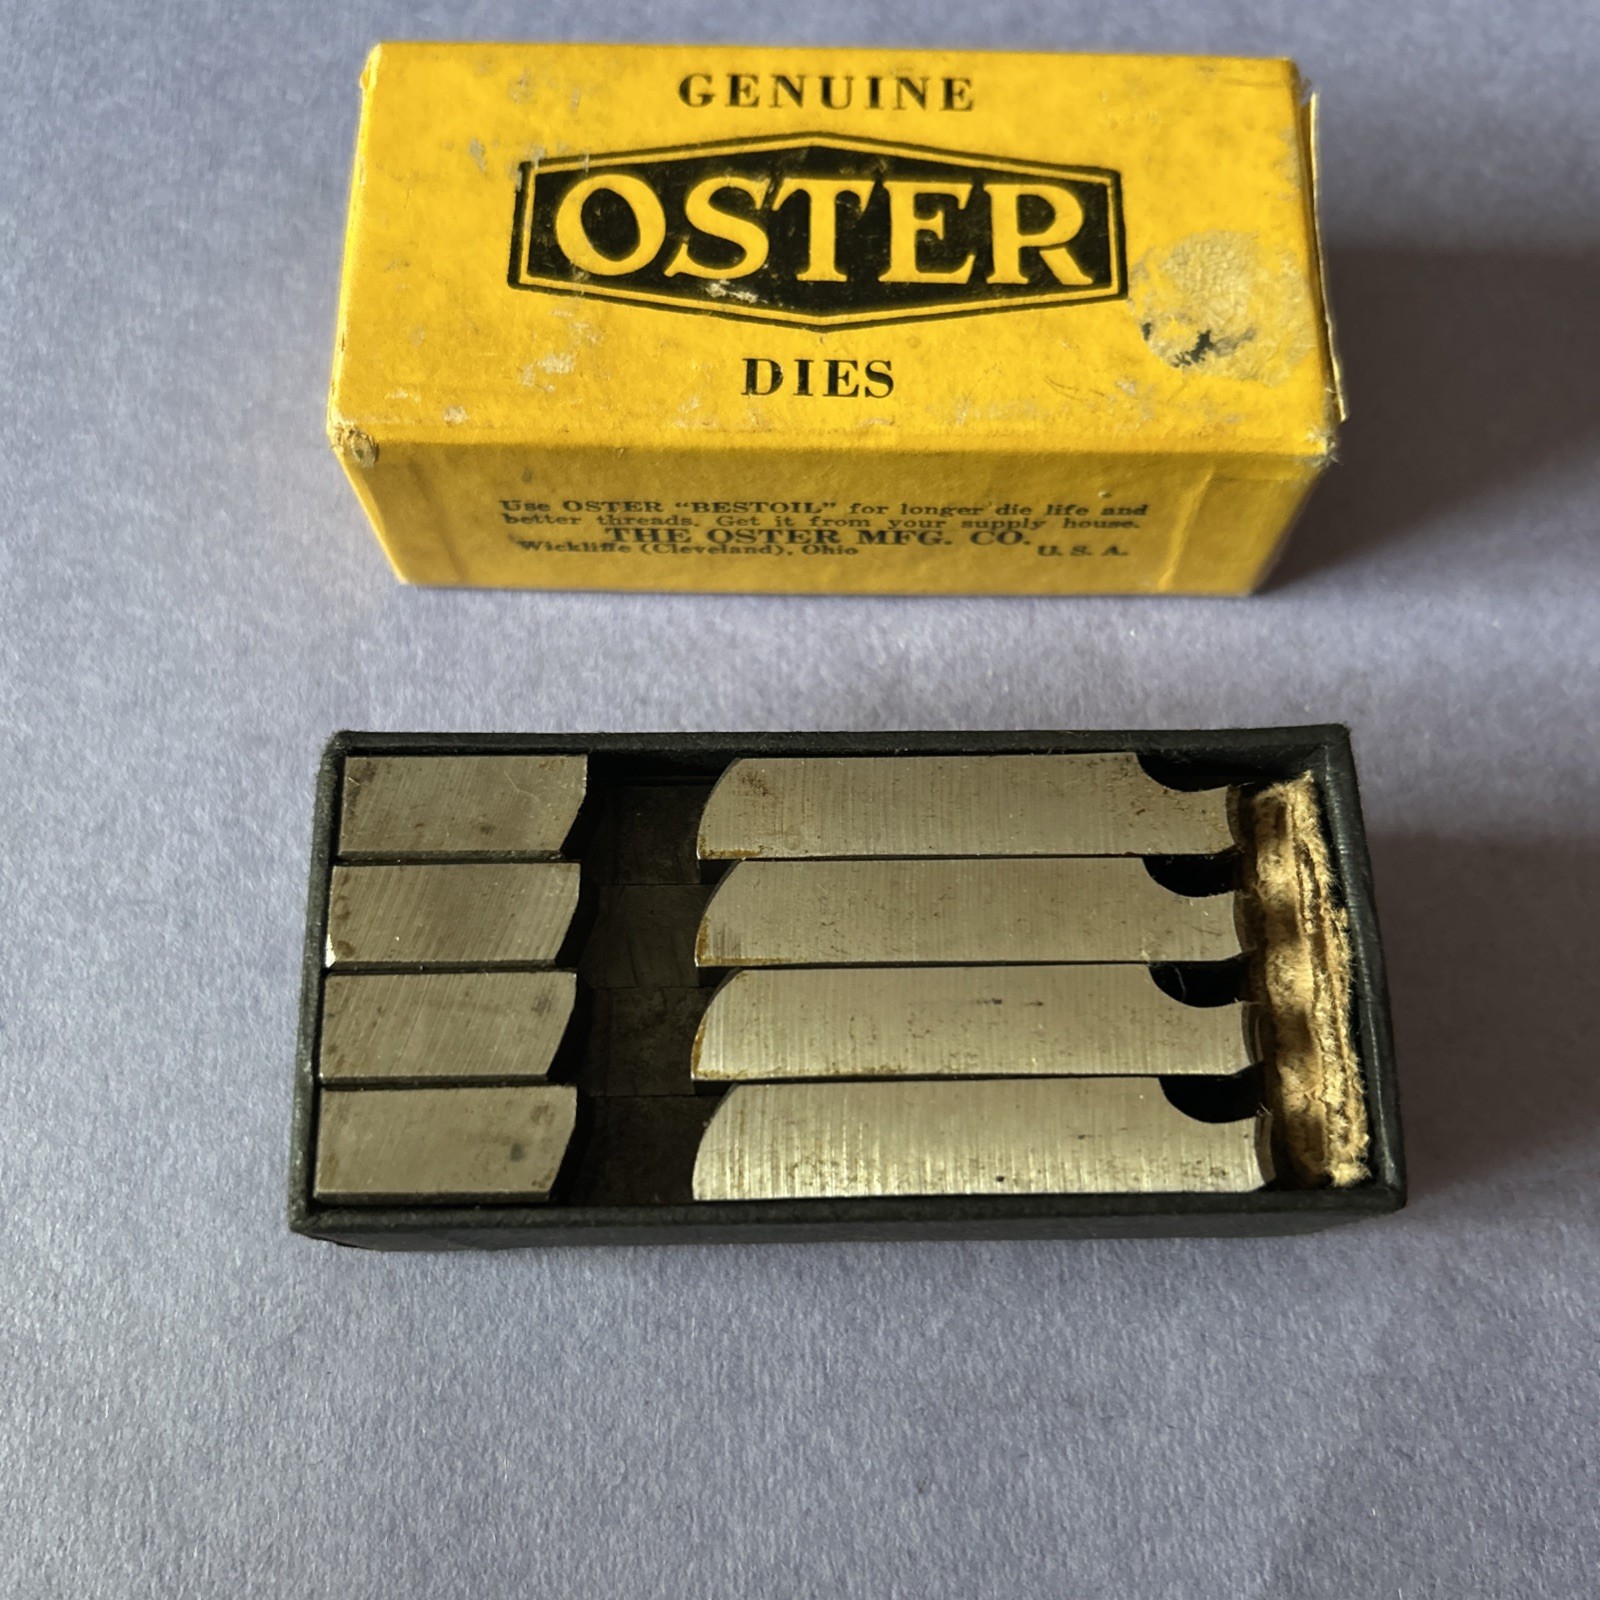 GENUINE
OSTER
DIES
Use OSTER "BESTOIL" for longer die life and
better threads. Get it from your supply house.
THE OSTER MFG. CO.
Wickliffe (Cleveland), Ohio U. S. A.